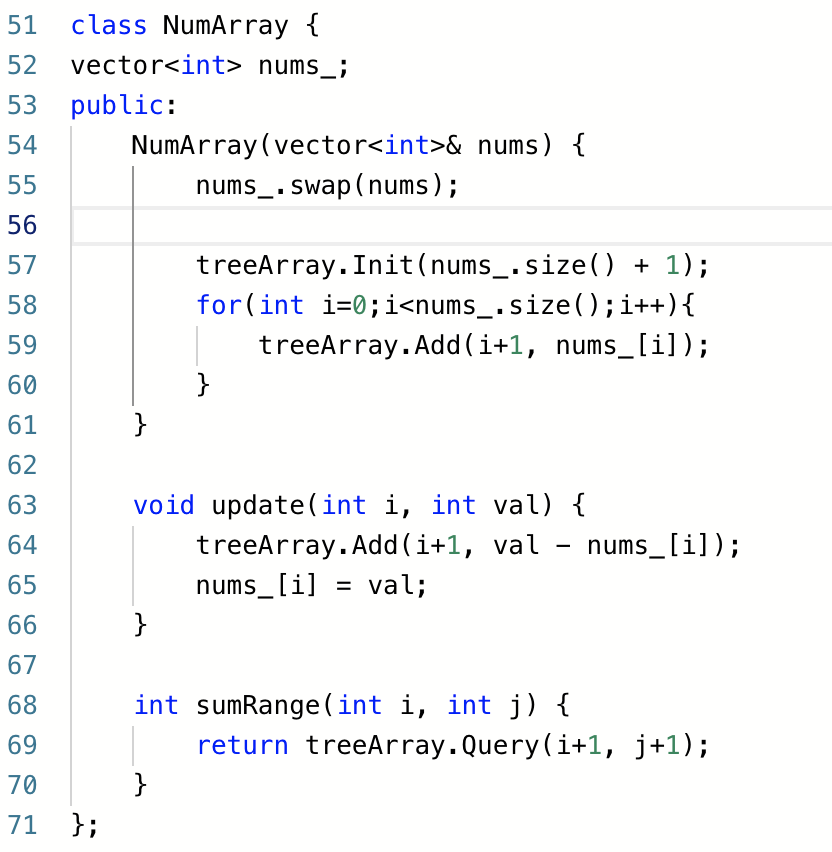 51 class NumArray {
52 vector<int> nums_;
53 public:
54     NumArray(vector<int>& nums) {
55         nums_.swap(nums);
56
57         treeArray.Init(nums_.size() + 1);
58         for(int i=0;i<nums_.size();i++){
59             treeArray.Add(i+1, nums_[i]);
60         }
61     }
62
63     void update(int i, int val) {
64         treeArray.Add(i+1, val - nums_[i]);
65         nums_[i] = val;
66     }
67
68     int sumRange(int i, int j) {
69         return treeArray.Query(i+1, j+1);
70     }
71 };